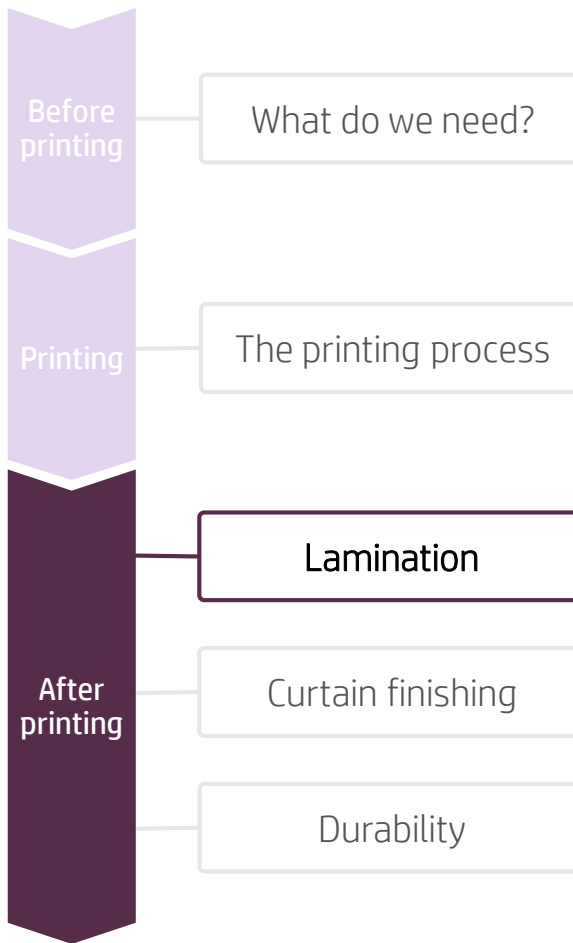 Before
printing
What do we need?
Printing
The printing process
After
printing
Lamination
Curtain finishing
Durability